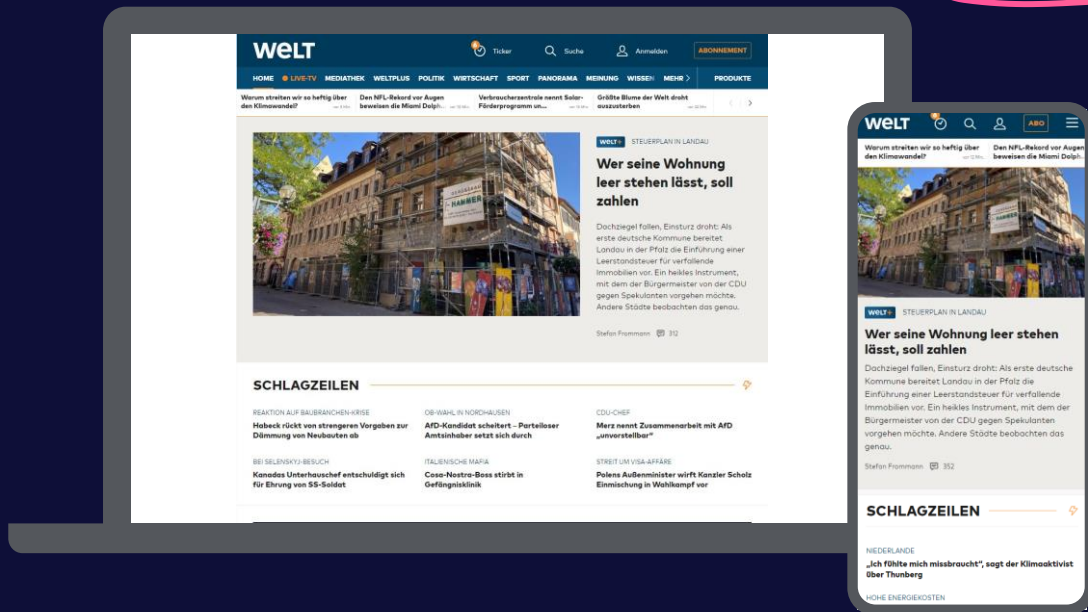 WELT
Ticker
Suche
Anmelden
ABONNEMENT
HOME LIVE-TV MEDIATHEK WELTPLUS POLITIK WIRTSCHAFT SPORT PANORAMA MEINUNG WISSEN MEHR PRODUKTE
Warum streiten wir so heftig über
den Klimawandel?
Den NFL-Rekord vor Augen
beweisen die Miami Dolph...
Verbraucherzentrale nennt Solar-
Förderprogramm un...
Größte Blume der Welt droht
auszusterben
HAMMER
WELT+ STEUERPLAN IN LANDAU
Wer seine Wohnung
leer stehen lässt, soll
zahlen
Dachziegel fallen, Einsturz droht: Als
erste deutsche Kommune bereitet
Landau in der Pfalz die Einführung einer
Leerstandsteuer für verfallende
Immobilien vor. Ein heikles Instrument,
mit dem der Bürgermeister von der CDU
gegen Spekulanten vorgehen möchte.
Andere Städte beobachten das genau.
Stefan Frommann 312
SCHLAGZEILEN
REAKTION AUF BAUBRANCHEN-KRISE
Habeck rückt von strengeren Vorgaben zur
Dämmung von Neubauten ab
OB-WAHL IN NORDHAUSEN
AfD-Kandidat scheitert – Parteiloser
Amtsinhaber setzt sich durch
CDU-CHEF
Merz nennt Zusammenarbeit mit AfD
„unvorstellbar“
BEI SELENSKYJ-BESUCH
Kanadas Unterhauschef entschuldigt sich
für Ehrung von SS-Soldat
ITALIENISCHE MAFIA
Cosa-Nostra-Boss stirbt in
Gefängnisklinik
STREIT UM VISA-AFFÄRE
Polens Außenminister wirft Kanzler Scholz
Einmischung in Wahlkampf vor
WELT
ABO
Warum streiten wir so heftig über
den Klimawandel?
Den NFL-Rekord vor Augen
beweisen die Miami Dolph...
HAMMER
WELT+ STEUERPLAN IN LANDAU
Wer seine Wohnung leer stehen
lässt, soll zahlen
Dachziegel fallen, Einsturz droht: Als erste deutsche
Kommune bereitet Landau in der Pfalz die
Einführung einer Leerstandsteuer für verfallende
Immobilien vor. Ein heikles Instrument, mit dem der
Bürgermeister von der CDU gegen Spekulanten
vorgehen möchte. Andere Städte beobachten das
genau.
Stefan Frommann 352
SCHLAGZEILEN
NIEDERLANDE
„Ich fühlte mich missbraucht“, sagt der Klimaaktivist
über Thunberg
HOHE ENERGIEKOSTEN